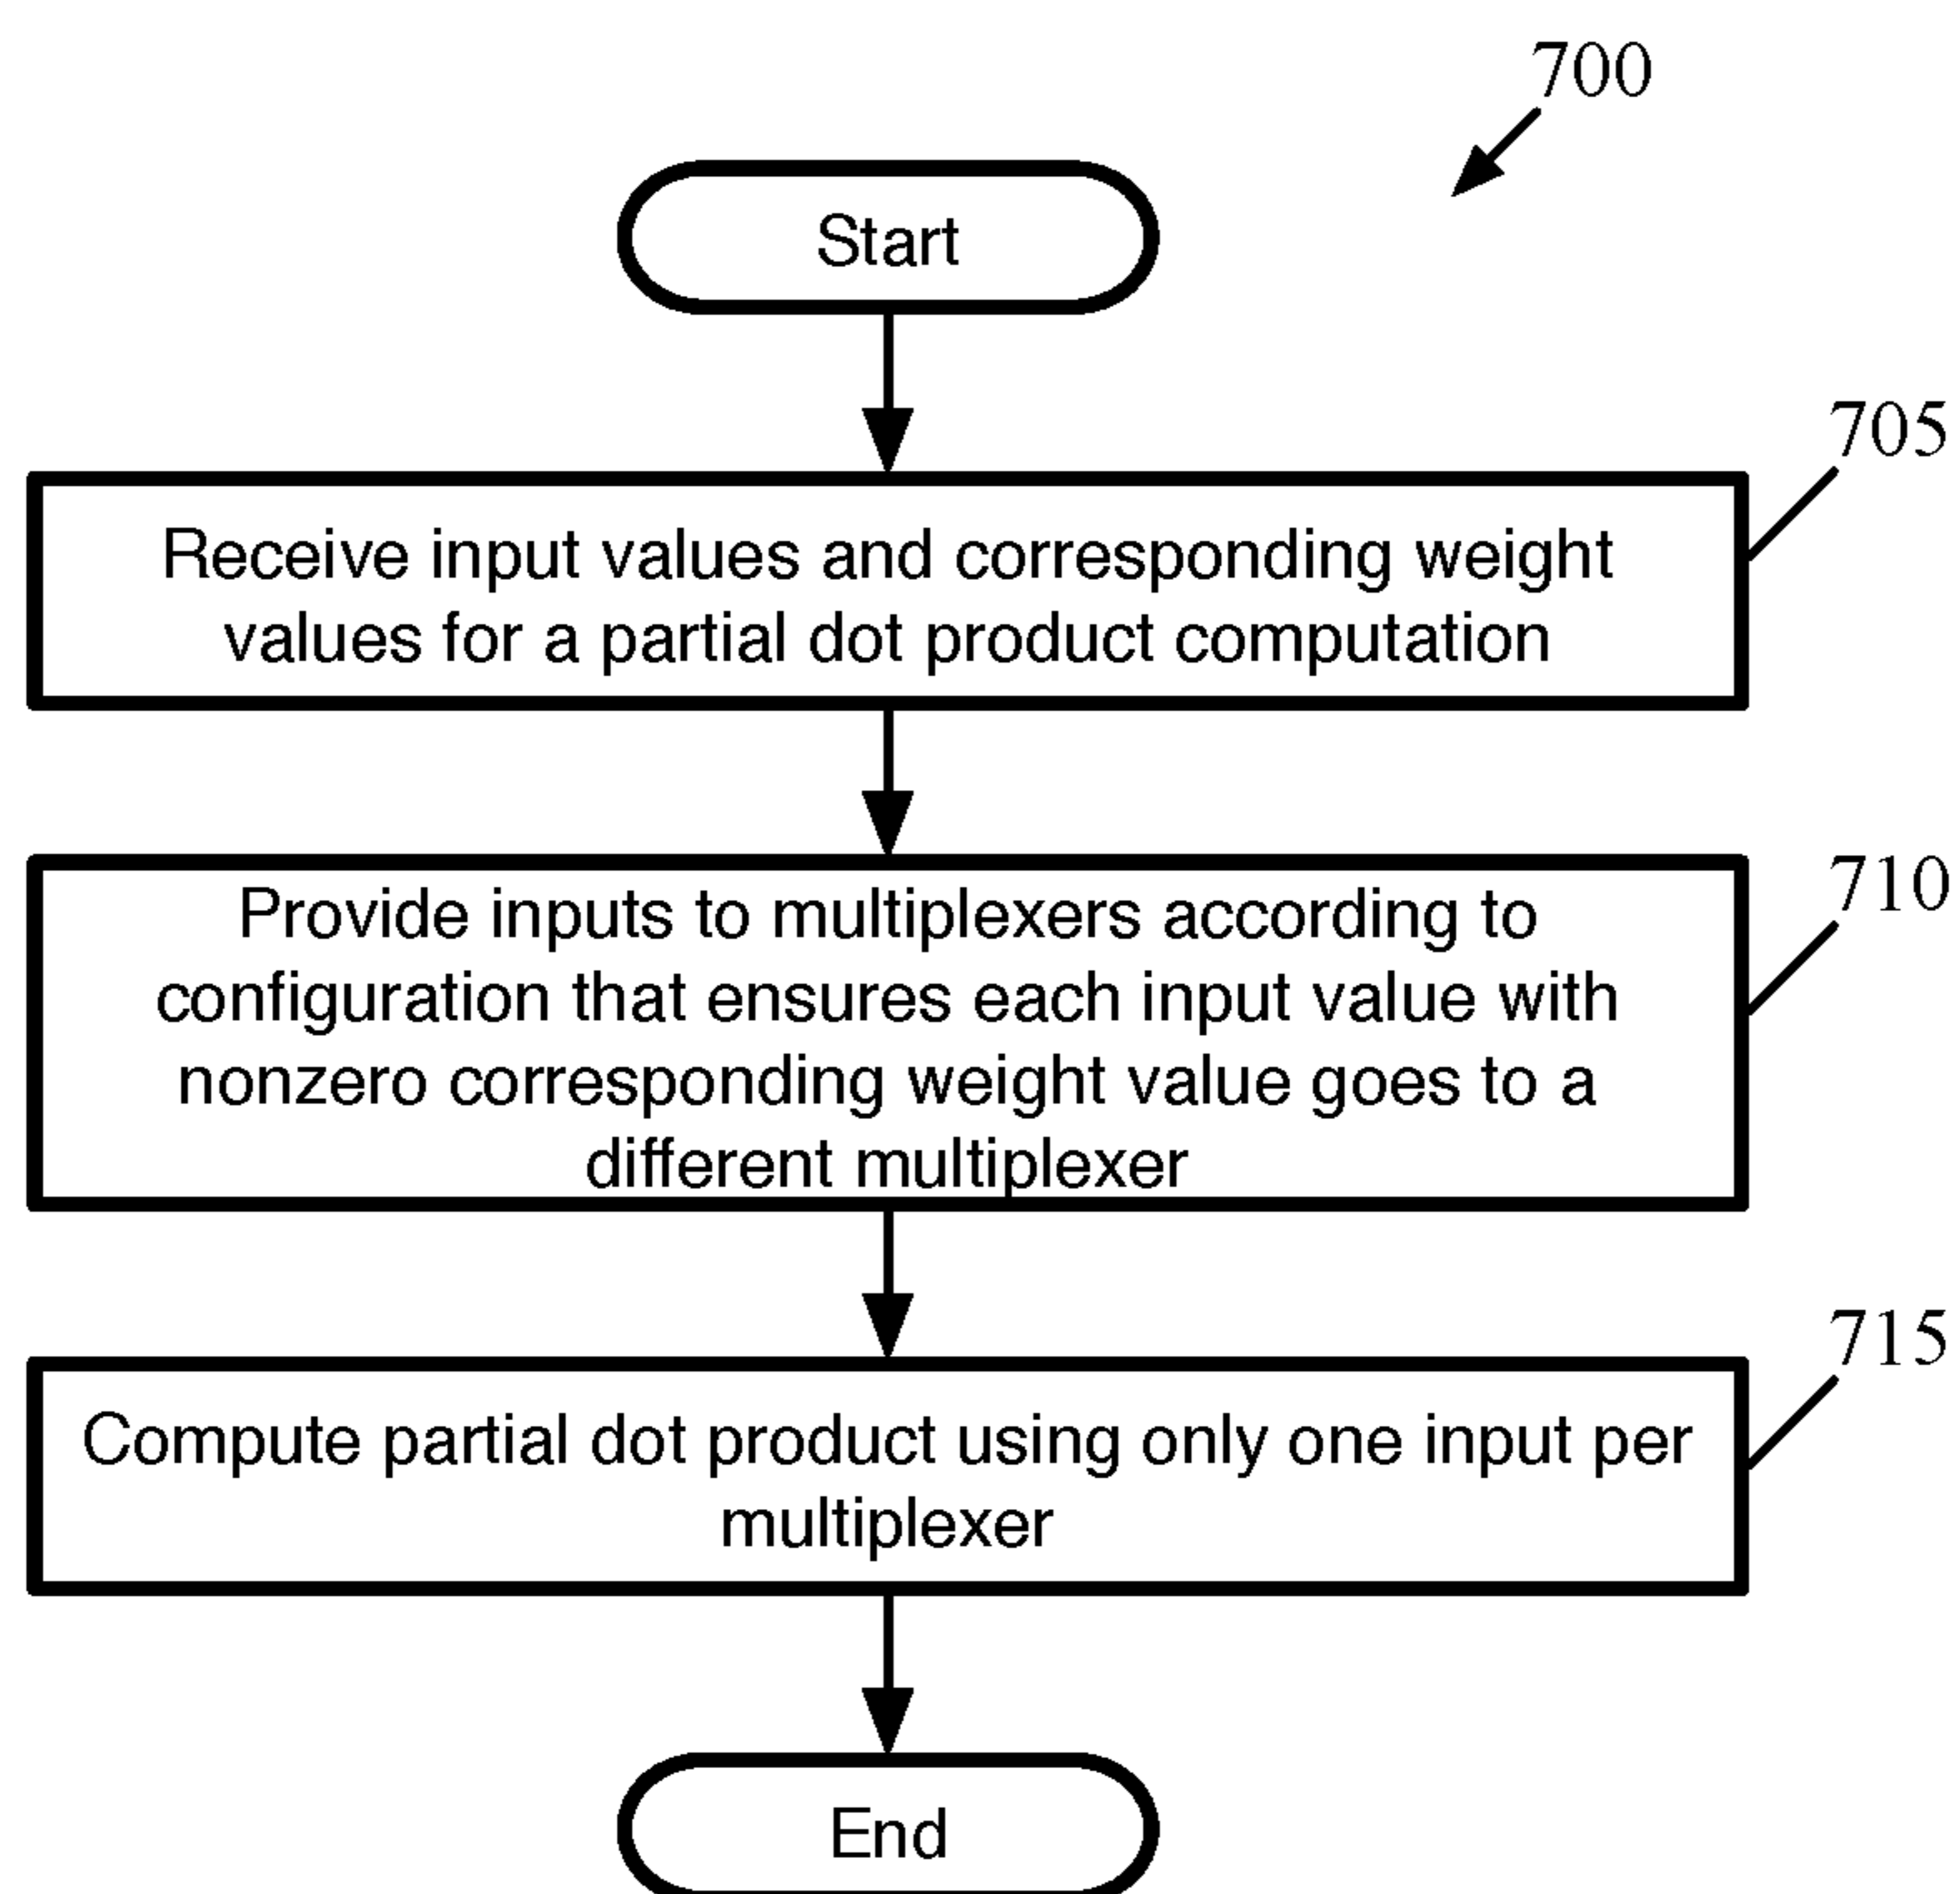 700
Start
705
Receive input values and corresponding weight
values for a partial dot product computation
710
Provide inputs to multiplexers according to
configuration that ensures each input value with
nonzero corresponding weight value goes to a
different multiplexer
715
Compute partial dot product using only one input per
multiplexer
End